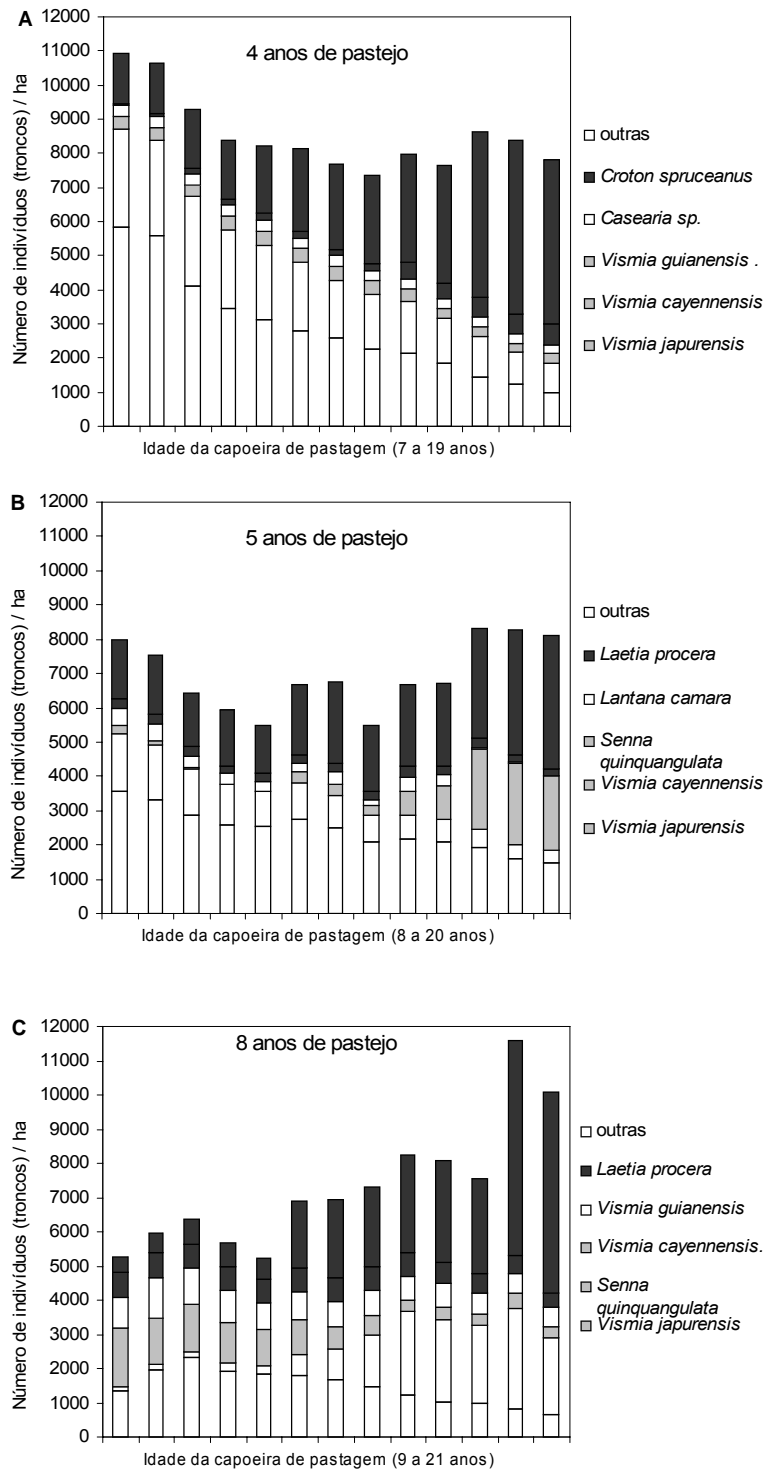 A
4 anos de pastejo
Número de indivíduos (troncos) / ha
12000
11000
10000
9000
8000
7000
6000
5000
4000
3000
2000
1000
0
Idade da capoeira de pastagem (7 a 19 anos)
outras
Croton spruceanus
Casearia sp.
Vismia guianensis .
Vismia cayennensis
Vismia japurensis
B
5 anos de pastejo
Número de indivíduos (troncos) / ha
12000
11000
10000
9000
8000
7000
6000
5000
4000
3000
2000
1000
0
Idade da capoeira de pastagem (8 a 20 anos)
outras
Laetia procera
Lantana camara
Senna
quinquangulata
Vismia cayennensis
Vismia japurensis
C
8 anos de pastejo
Número de indivíduos (troncos) / ha
12000
11000
10000
9000
8000
7000
6000
5000
4000
3000
2000
1000
0
Idade da capoeira de pastagem (9 a 21 anos)
outras
Laetia procera
Vismia guianensis
Vismia cayennensis.
Senna
quinquangulata
Vismia japurensis